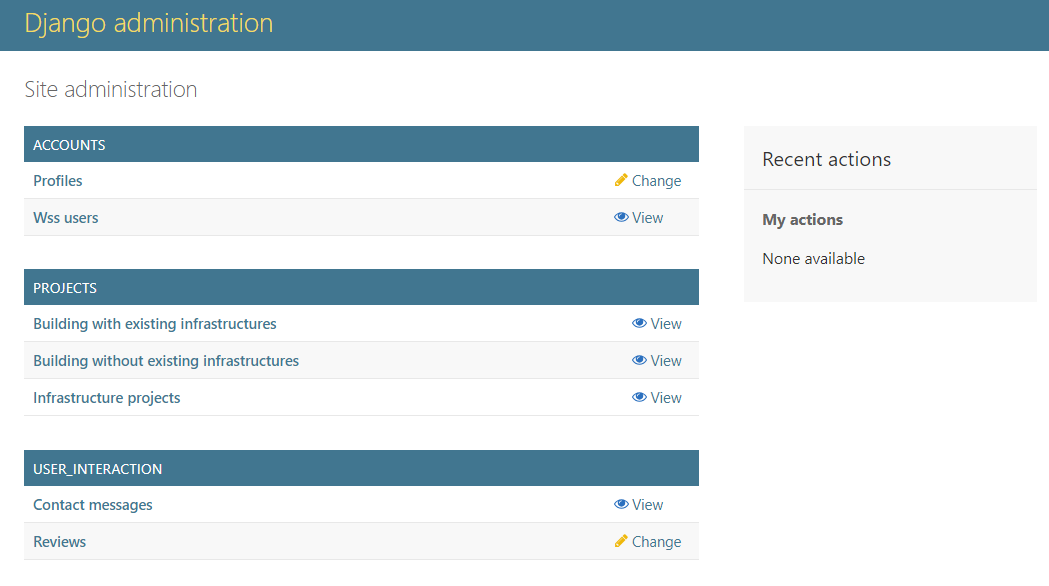 Django administration
Site administration
ACCOUNTS
Profiles Change
Wss users View
PROJECTS
Building with existing infrastructures View
Building without existing infrastructures View
Infrastructure projects View
USER_INTERACTION
Contact messages View
Reviews Change
Recent actions
My actions
None available